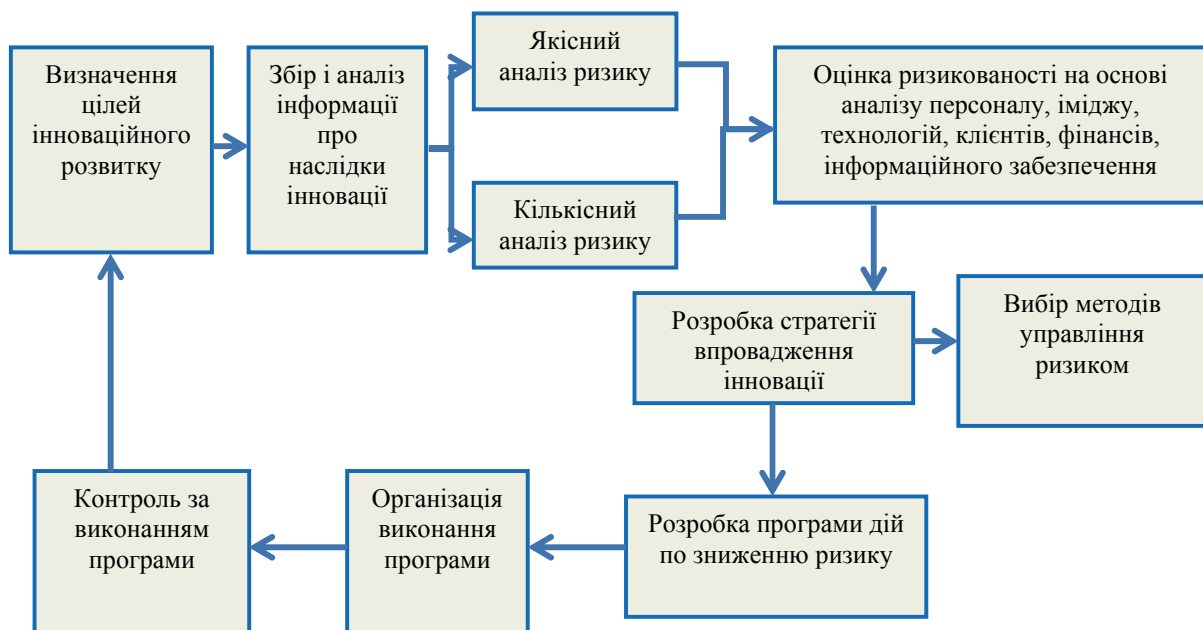 Визначення
цілей
інноваційного
розвитку
Збір і аналіз
інформації
про
наслідки
інновації
Якісний
аналіз ризику
Кількісний
аналіз ризику
Оцінка ризикованості на основі
аналізу персоналу, іміджу,
технологій, клієнтів, фінансів,
інформаційного забезпечення
Розробка стратегії
впровадження
інновації
Вибір методів
управління
ризиком
Розробка програми дій
по зниженню ризику
Організація
виконання
програми
Контроль за
виконанням
програми